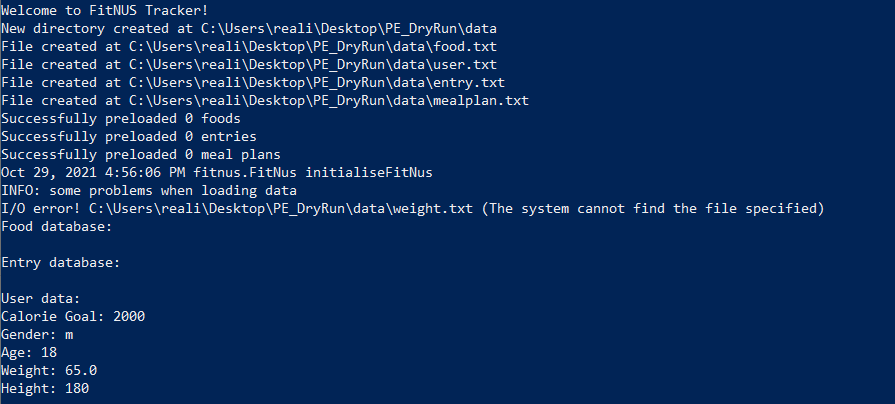 Welcome to FitNUS Tracker!
New directory created at C:\Users\reali\Desktop\PE_DryRun\data
File created at C:\Users\reali\Desktop\PE_DryRun\data\food.txt
File created at C:\Users\reali\Desktop\PE_DryRun\data\user.txt
File created at C:\Users\reali\Desktop\PE_DryRun\data\entry.txt
File created at C:\Users\reali\Desktop\PE_DryRun\data\mealplan.txt
Successfully preloaded 0 foods
Successfully preloaded 0 entries
Successfully preloaded 0 meal plans
Oct 29, 2021 4:56:06 PM fitnus.FitNus initialiseFitNus
INFO: some problems when loading data
I/O error! C:\Users\reali\Desktop\PE_DryRun\data\weight.txt (The system cannot find the file specified)
Food database:
Entry database:
User data:
Calorie Goal: 2000
Gender: m
Age: 18
Weight: 65.0
Height: 180